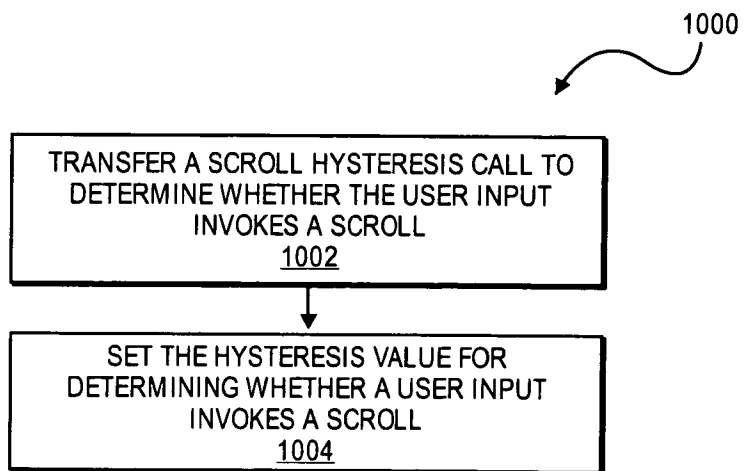 1000
TRANSFER A SCROLL HYSTERESIS CALL TO
DETERMINE WHETHER THE USER INPUT
INVOKES A SCROLL
1002
SET THE HYSTERESIS VALUE FOR
DETERMINING WHETHER A USER INPUT
INVOKES A SCROLL
1004